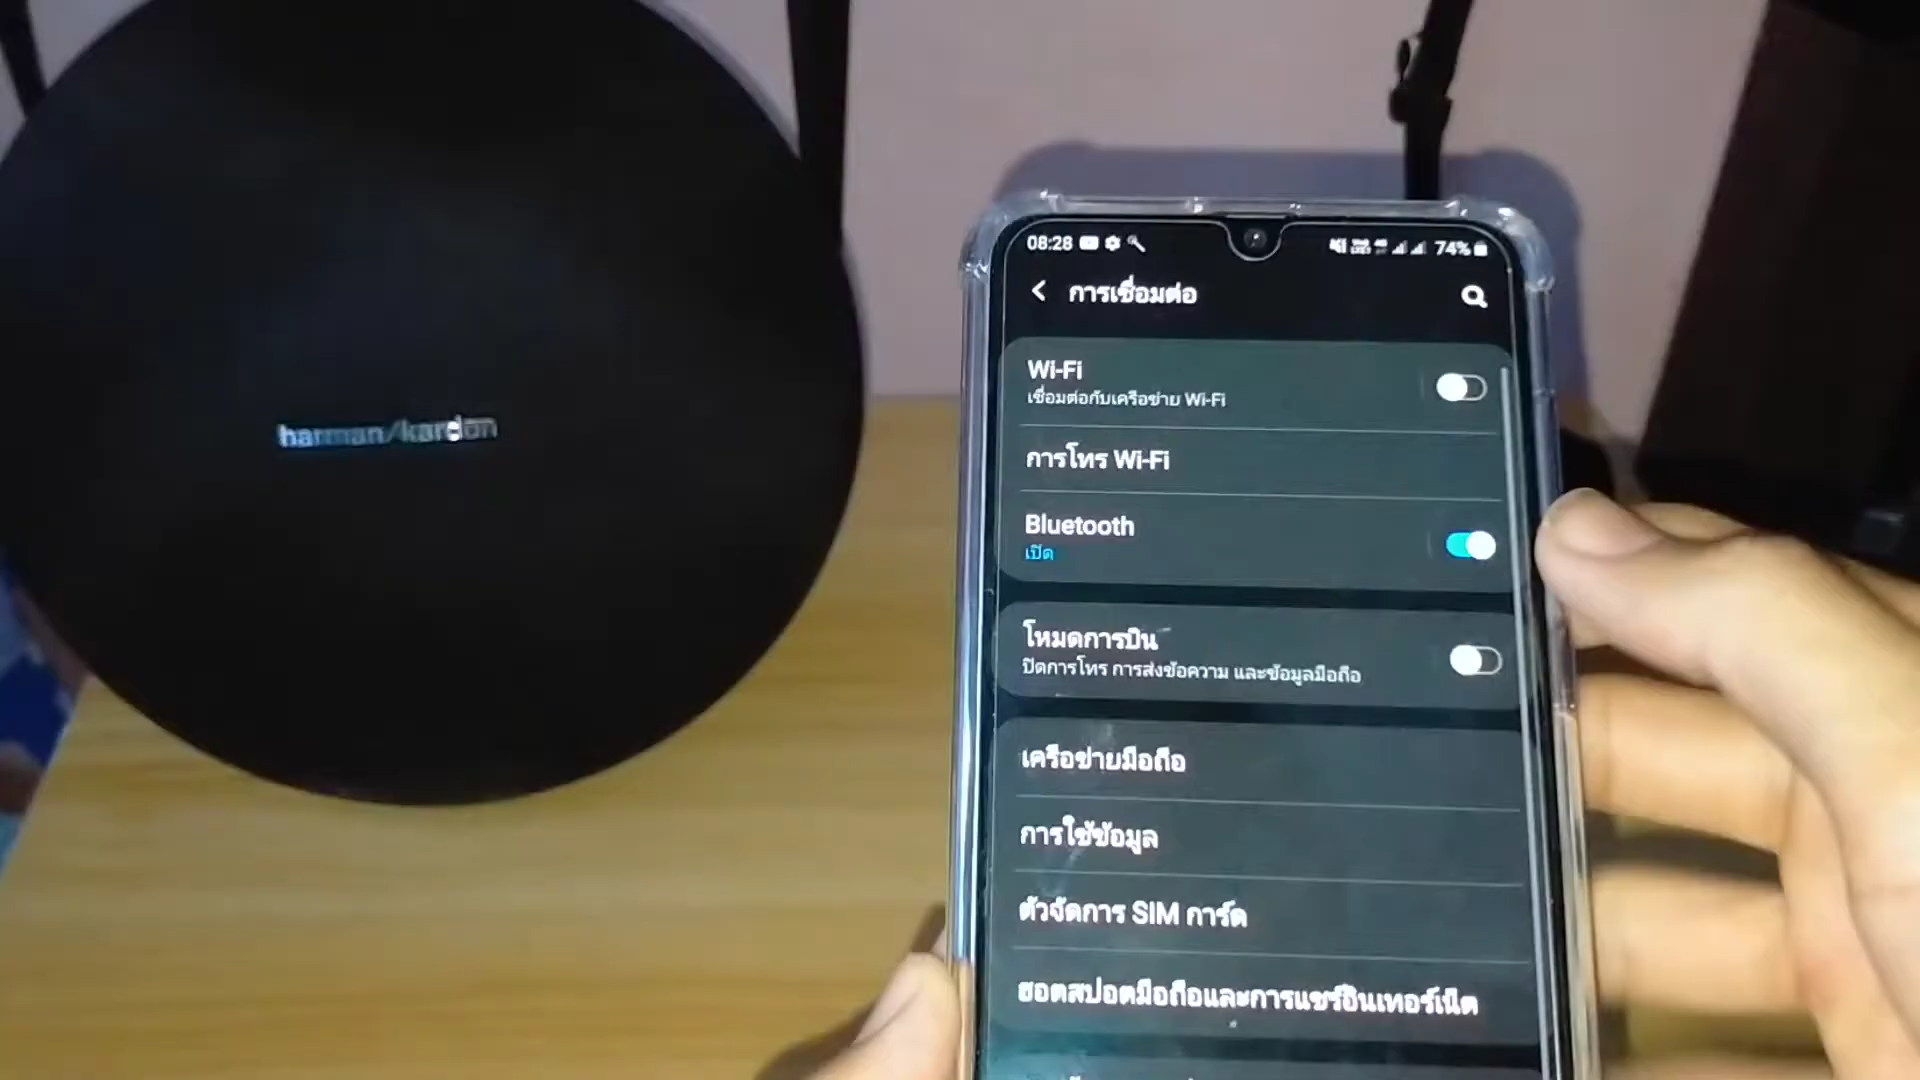 harman/kardon
08:28
74%
การเชื่อมต่อ
Wi-Fi
เชื่อมต่อกับเครือข่าย Wi-Fi
การโทร Wi-Fi
Bluetooth
เปิด
โหมดการบิน
ปิดการโทร การส่งข้อความ และข้อมูลมือถือ
เครือข่ายมือถือ
การใช้ข้อมูล
ตัวจัดการ SIM การ์ด
ฮอตสปอตมือถือและการแชร์อินเทอร์เน็ต